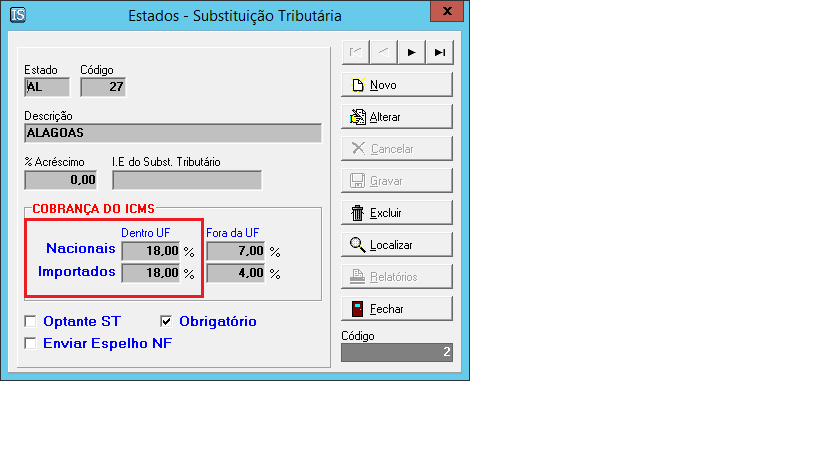 TS
Estados - Substituição Tributária
x
Estado Código
AL 27
Descrição
ALAGOAS
% Acréscimo I.E do Subst. Tributário
0,00
COBRANÇA DO ICMS
Dentro UF Fora da UF
Nacionais 18,00 % 7,00 %
Importados 18,00 % 4,00 %
Optante ST Obrigatório
Enviar Espelho NF
Novo
Alterar
Cancelar
Gravar
Excluir
Localizar
Relatórios
Fechar
Código
2